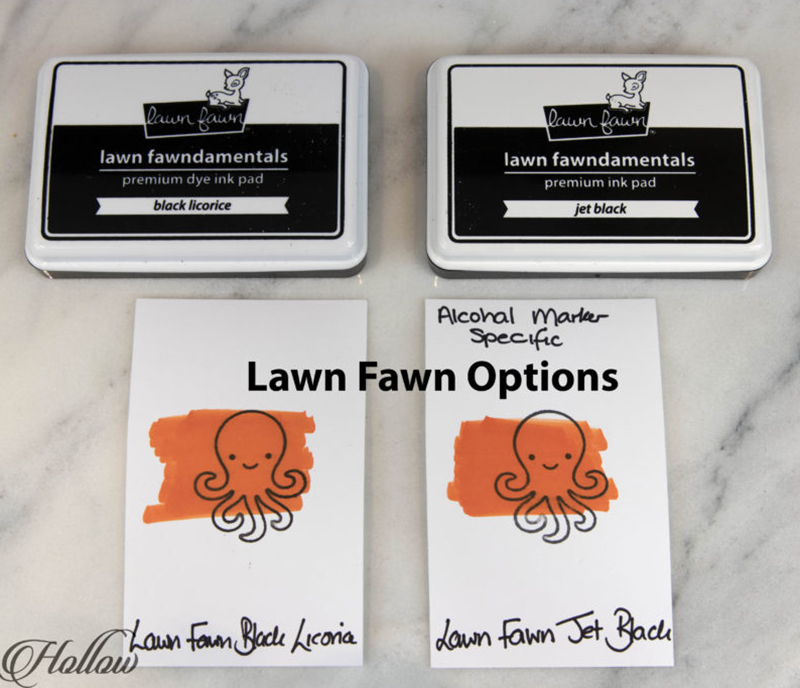 lawn fawn
lawn fawndamentals
premium dye ink pad
black licorice
lawn fawn
lawn fawndamentals
premium ink pad
jet black
Alcohal Marker
Specific
Lawn Fawn Options
Lawn Fawn Black Licoria
Lawn Fawn Jet Black
Hollow